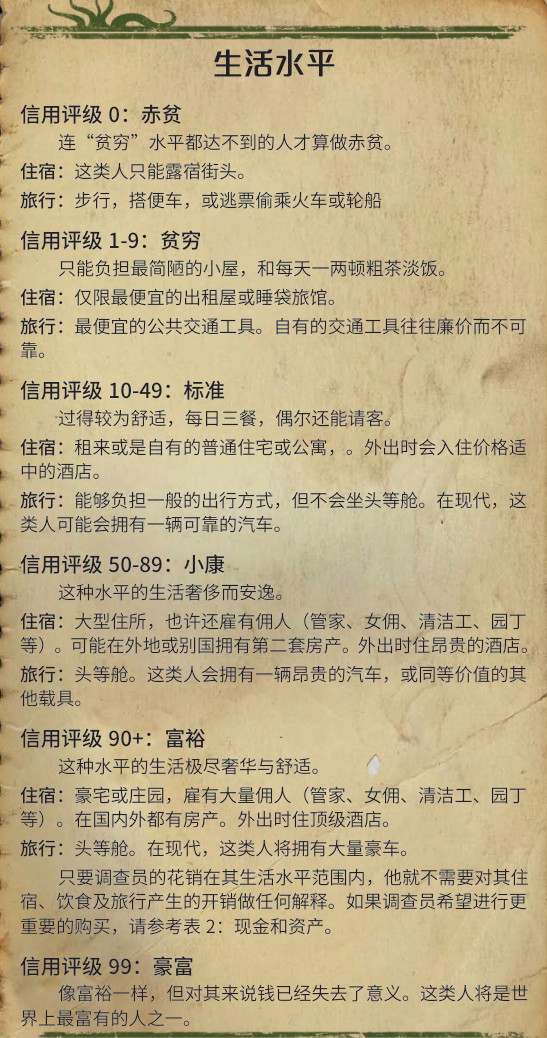 生活水平
信用评级 0：赤贫
连“贫穷”水平都达不到的人才算做赤贫。
住宿：这类人只能露宿街头。
旅行：步行，搭便车，或逃票偷乘火车或轮船
信用评级 1-9：贫穷
只能负担最简陋的小屋，和每天一两顿粗茶淡饭。
住宿：仅限最便宜的出租屋或睡袋旅馆。
旅行：最便宜的公共交通工具。自有的交通工具往往廉价而不可
靠。
信用评级 10-49：标准
过得较为舒适，每日三餐，偶尔还能请客。
住宿：租来或是自有的普通住宅或公寓，。外出时会入住价格适
中的酒店。
旅行：能够负担一般的出行方式，但不会坐头等舱。在现代，这
类人可能会拥有一辆可靠的汽车。
信用评级 50-89：小康
这种水平的生活奢侈而安逸。
住宿：大型住所，也许还雇有佣人（管家、女佣、清洁工、园丁
等）。可能在外地或别国拥有第二套房产。外出时住昂贵的酒店。
旅行：头等舱。这类人会拥有一辆昂贵的汽车，或同等价值的其
他载具。
信用评级 90+：富裕
这种水平的生活极尽奢华与舒适。
住宿：豪宅或庄园，雇有大量佣人（管家、女佣、清洁工、园丁
等）。在国内外都有房产。外出时住顶级酒店。
旅行：头等舱。在现代，这类人将拥有大量豪车。
只要调查员的花销在其生活水平范围内，他就不需要对其住
宿、饮食及旅行产生的开销做任何解释。如果调查员希望进行更
重要的购买，请参考表 2：现金和资产。
信用评级 99：豪富
像富裕一样，但对其来说钱已经失去了意义。这类人将是世
界上最富有的人之一。